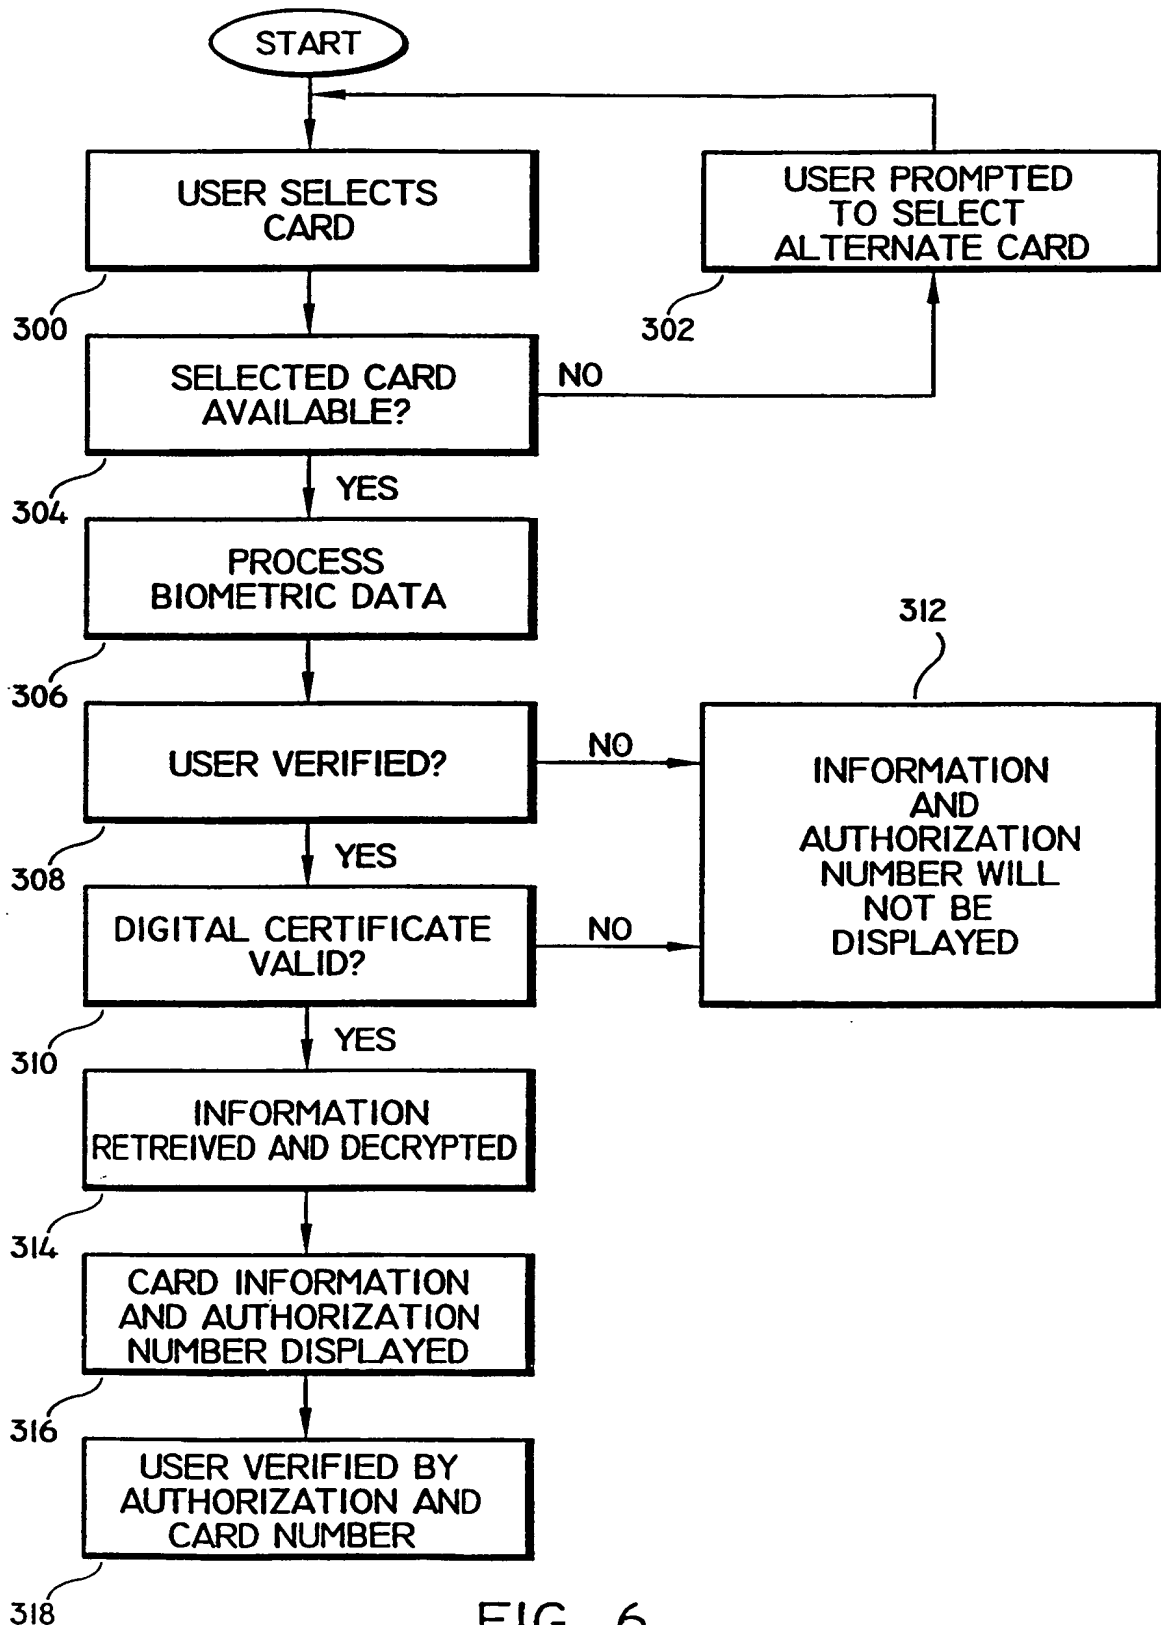 START
USER SELECTS
CARD
300
USER PROMPTED
TO SELECT
ALTERNATE CARD
302
SELECTED CARD
AVAILABLE?
NO
304
YES
PROCESS
BIOMETRIC DATA
306
USER VERIFIED?
NO
312
INFORMATION
AND
AUTHORIZATION
NUMBER WILL
NOT BE
DISPLAYED
308
YES
DIGITAL CERTIFICATE
VALID?
NO
310
YES
INFORMATION
RETREIVED AND DECRYPTED
314
CARD INFORMATION
AND AUTHORIZATION
NUMBER DISPLAYED
316
USER VERIFIED BY
AUTHORIZATION AND
CARD NUMBER
318
FIG. 6